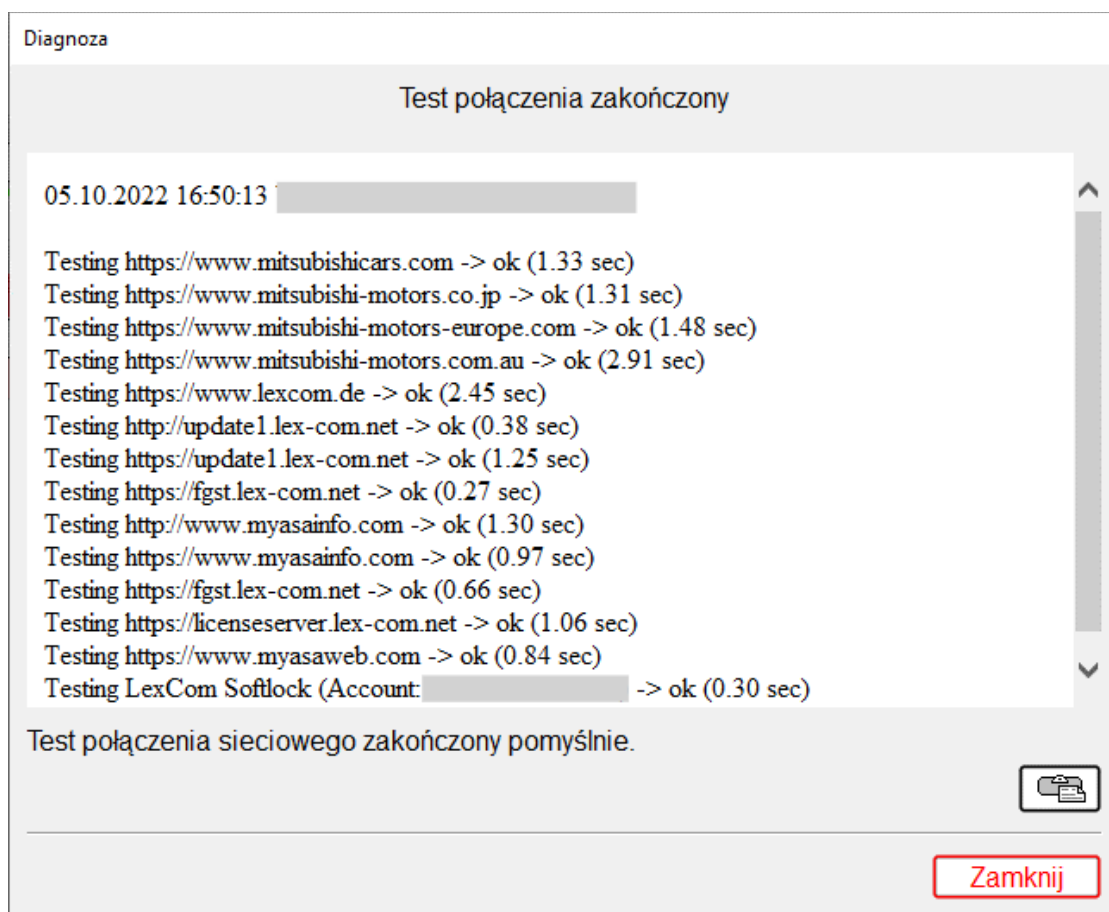 Diagnoza
Test połączenia zakończony
05.10.2022 16:50:13
Testing https://www.mitsubishicars.com -> ok (1.33 sec)
Testing https://www.mitsubishi-motors.co.jp -> ok (1.31 sec)
Testing https://www.mitsubishi-motors-europe.com -> ok (1.48 sec)
Testing https://www.mitsubishi-motors.com.au -> ok (2.91 sec)
Testing https://www.lexcom.de -> ok (2.45 sec)
Testing http://update1.lex-com.net -> ok (0.38 sec)
Testing https://update1.lex-com.net -> ok (1.25 sec)
Testing https://fgst.lex-com.net -> ok (0.27 sec)
Testing http://www.myasainfo.com -> ok (1.30 sec)
Testing https://www.myasainfo.com -> ok (0.97 sec)
Testing https://fgst.lex-com.net -> ok (0.66 sec)
Testing https://licenseserver.lex-com.net -> ok (1.06 sec)
Testing https://www.myasaweb.com -> ok (0.84 sec)
Testing LexCom Softlock (Account: -> ok (0.30 sec)
Test połączenia sieciowego zakończony pomyślnie.
Zamknij